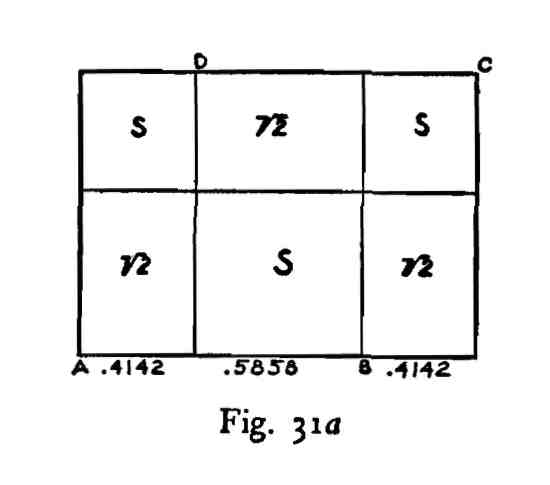 D C
S √2 S
√2 S √2
A .4142 .5858 B .4142
Fig. 31a